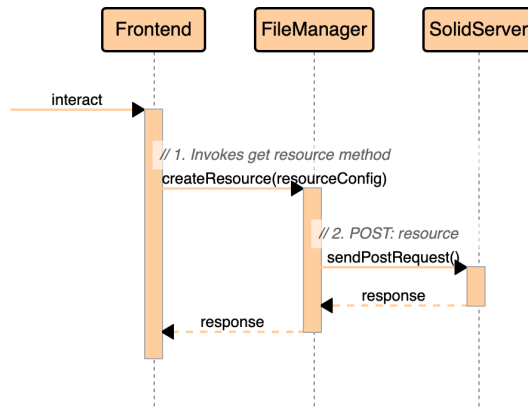 Frontend
FileManager
SolidServer
interact
// 1. Invokes get resource method
createResource(resourceConfig)
// 2. POST: resource
sendPostRequest()
response
response